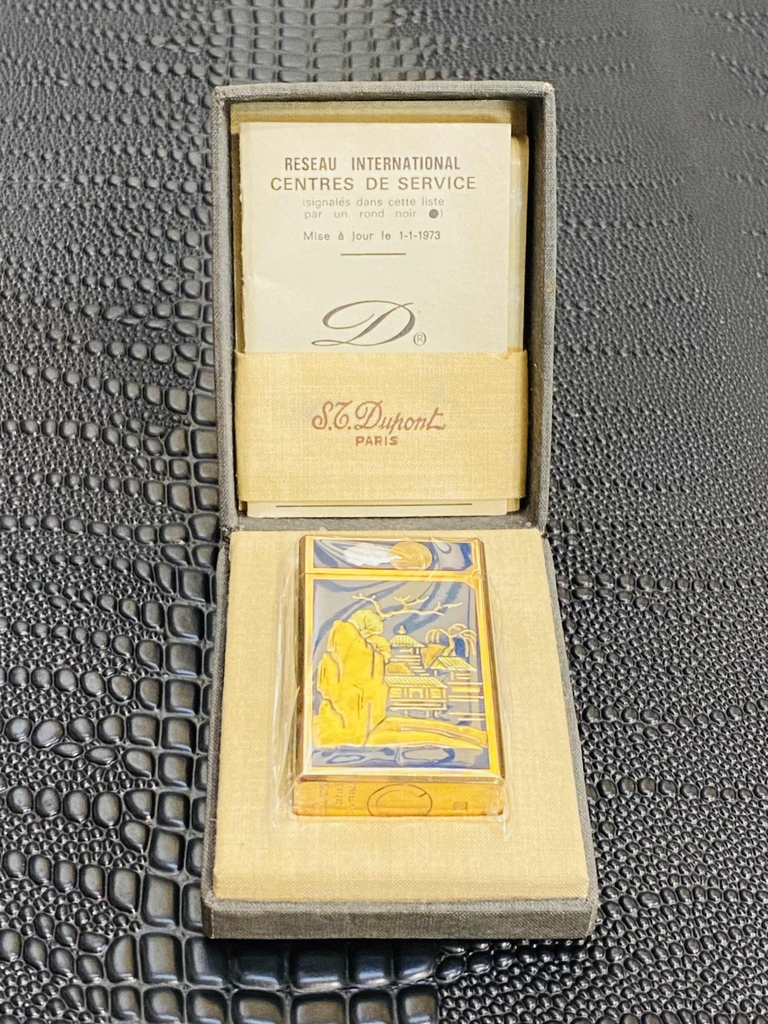 RESEAU INTERNATIONAL
CENTRES DE SERVICE
(signalés dans cette liste
par un rond noir ●)
Mise à jour le 1-1-1973
D®
S.T. Dupont
PARIS